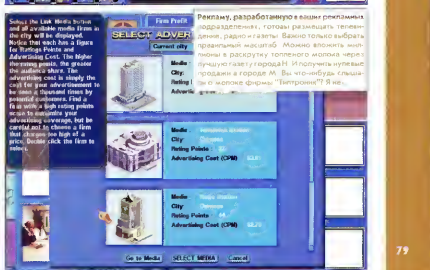 Select the Link Media button
and all available media firms in
the city will be displayed.
Notice that each has a figure
for Ratings Points and
Advertising Cost. The higher
the rating points, the greater
the audience share. The
advertising cost is simply the
cost for your advertisement to
be seen a thousand times by
potential customers. Find a
firm with a high rating points
score to maximize your
advertising coverage, but be
careful not to choose a firm
that charges too high of a
price. Double click the firm to
select.
Firm Profit
SELECT ADVER
Current city
Рекламу, разработанную в ваших рекламных
подразделениях, готовы размещать телеви-
дение, радио и газеты. Важно только выбрать
правильный масштаб. Можно вложить мил-
лионы в раскрутку топленого молока через
лучшую газету города N. И получить нулевые
продажи в городе М. Вы что-нибудь слыша-
ли о молоке фирмы
Я не
Media
City
Rating
Advertis
Media
City
Rating Points
Advertising Cost (CPM)
Media
City
Rating Points
Advertising Cost (CPM)
Go to Media SELECT MEDIA Cancel
79